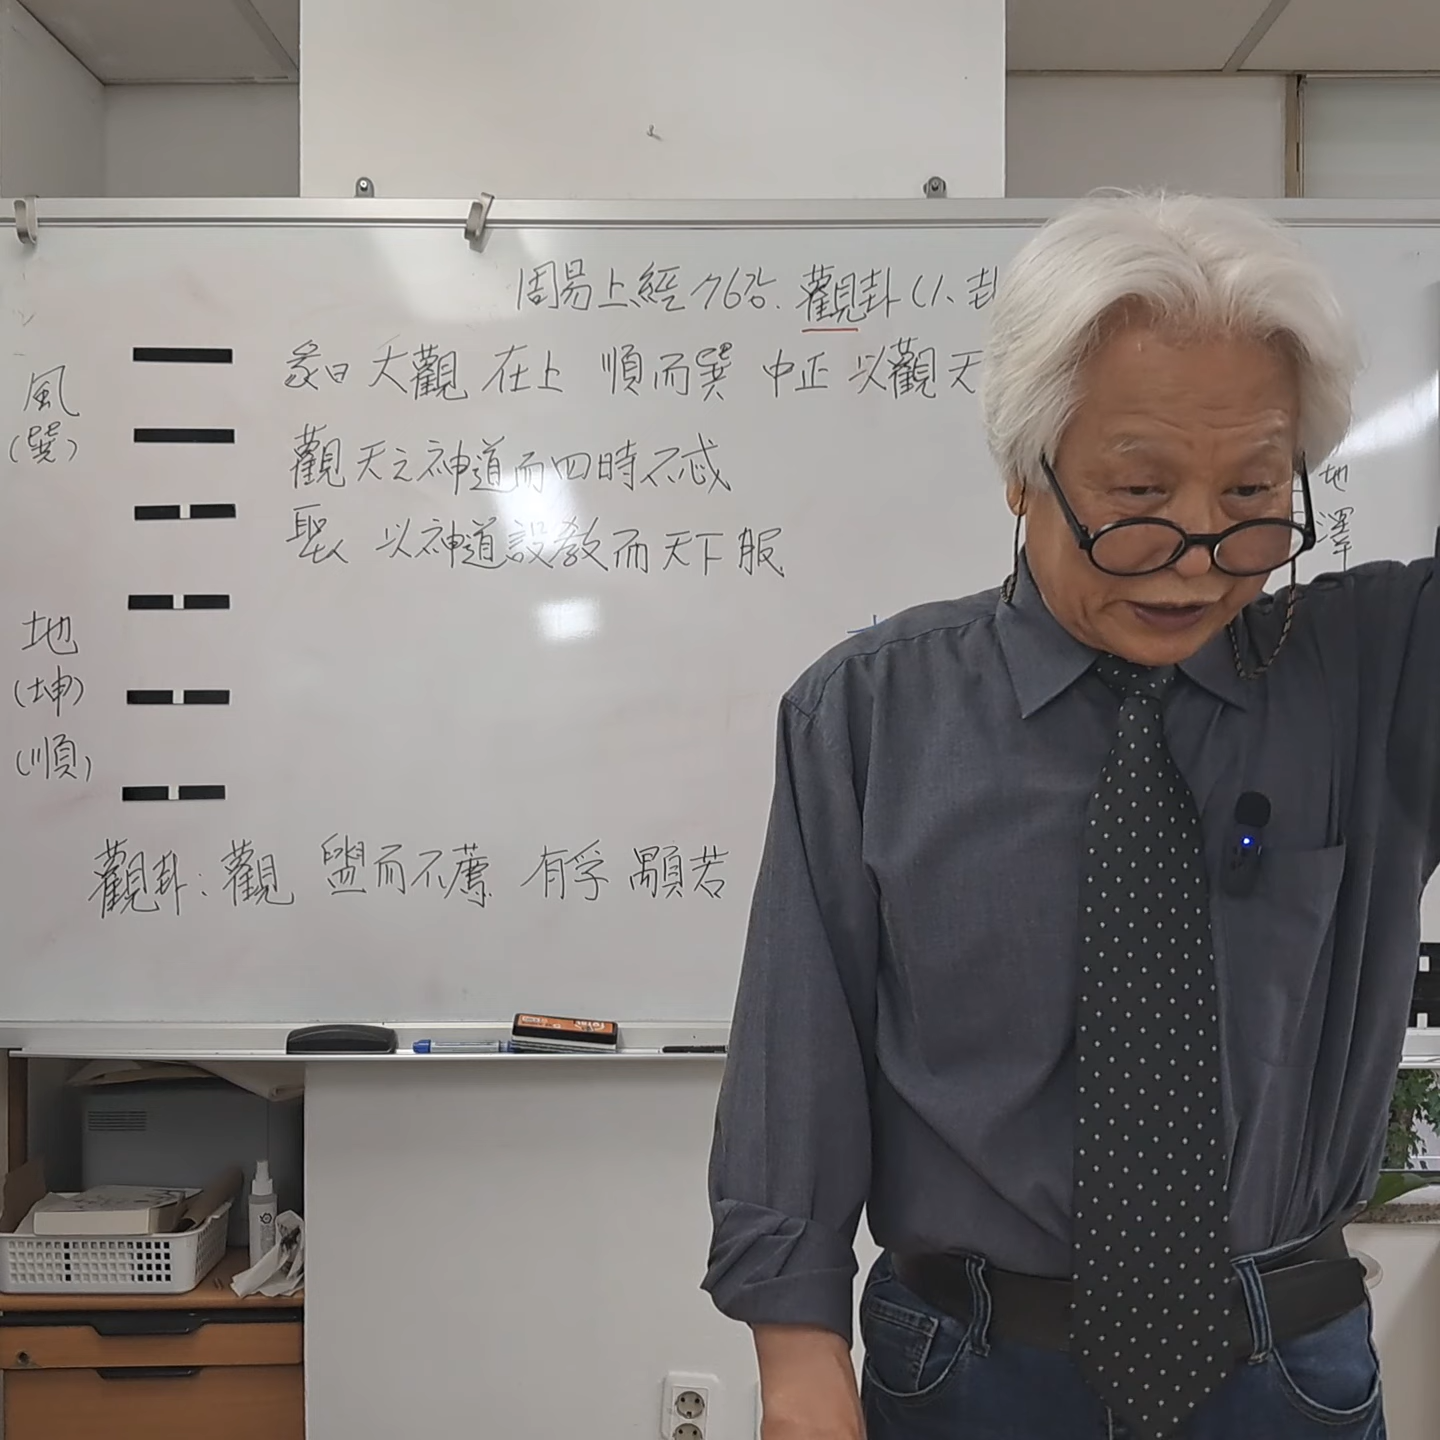 周易上經76강. 觀卦(1、卦
彖曰 大觀 在上 順而巽 中正 以觀天
觀天之神道而四時不忒
聖人 以神道設敎而天下服
風
(巽)
地
(坤)
(順)
地
澤
觀卦: 觀 盥而不薦 有孚 顒若